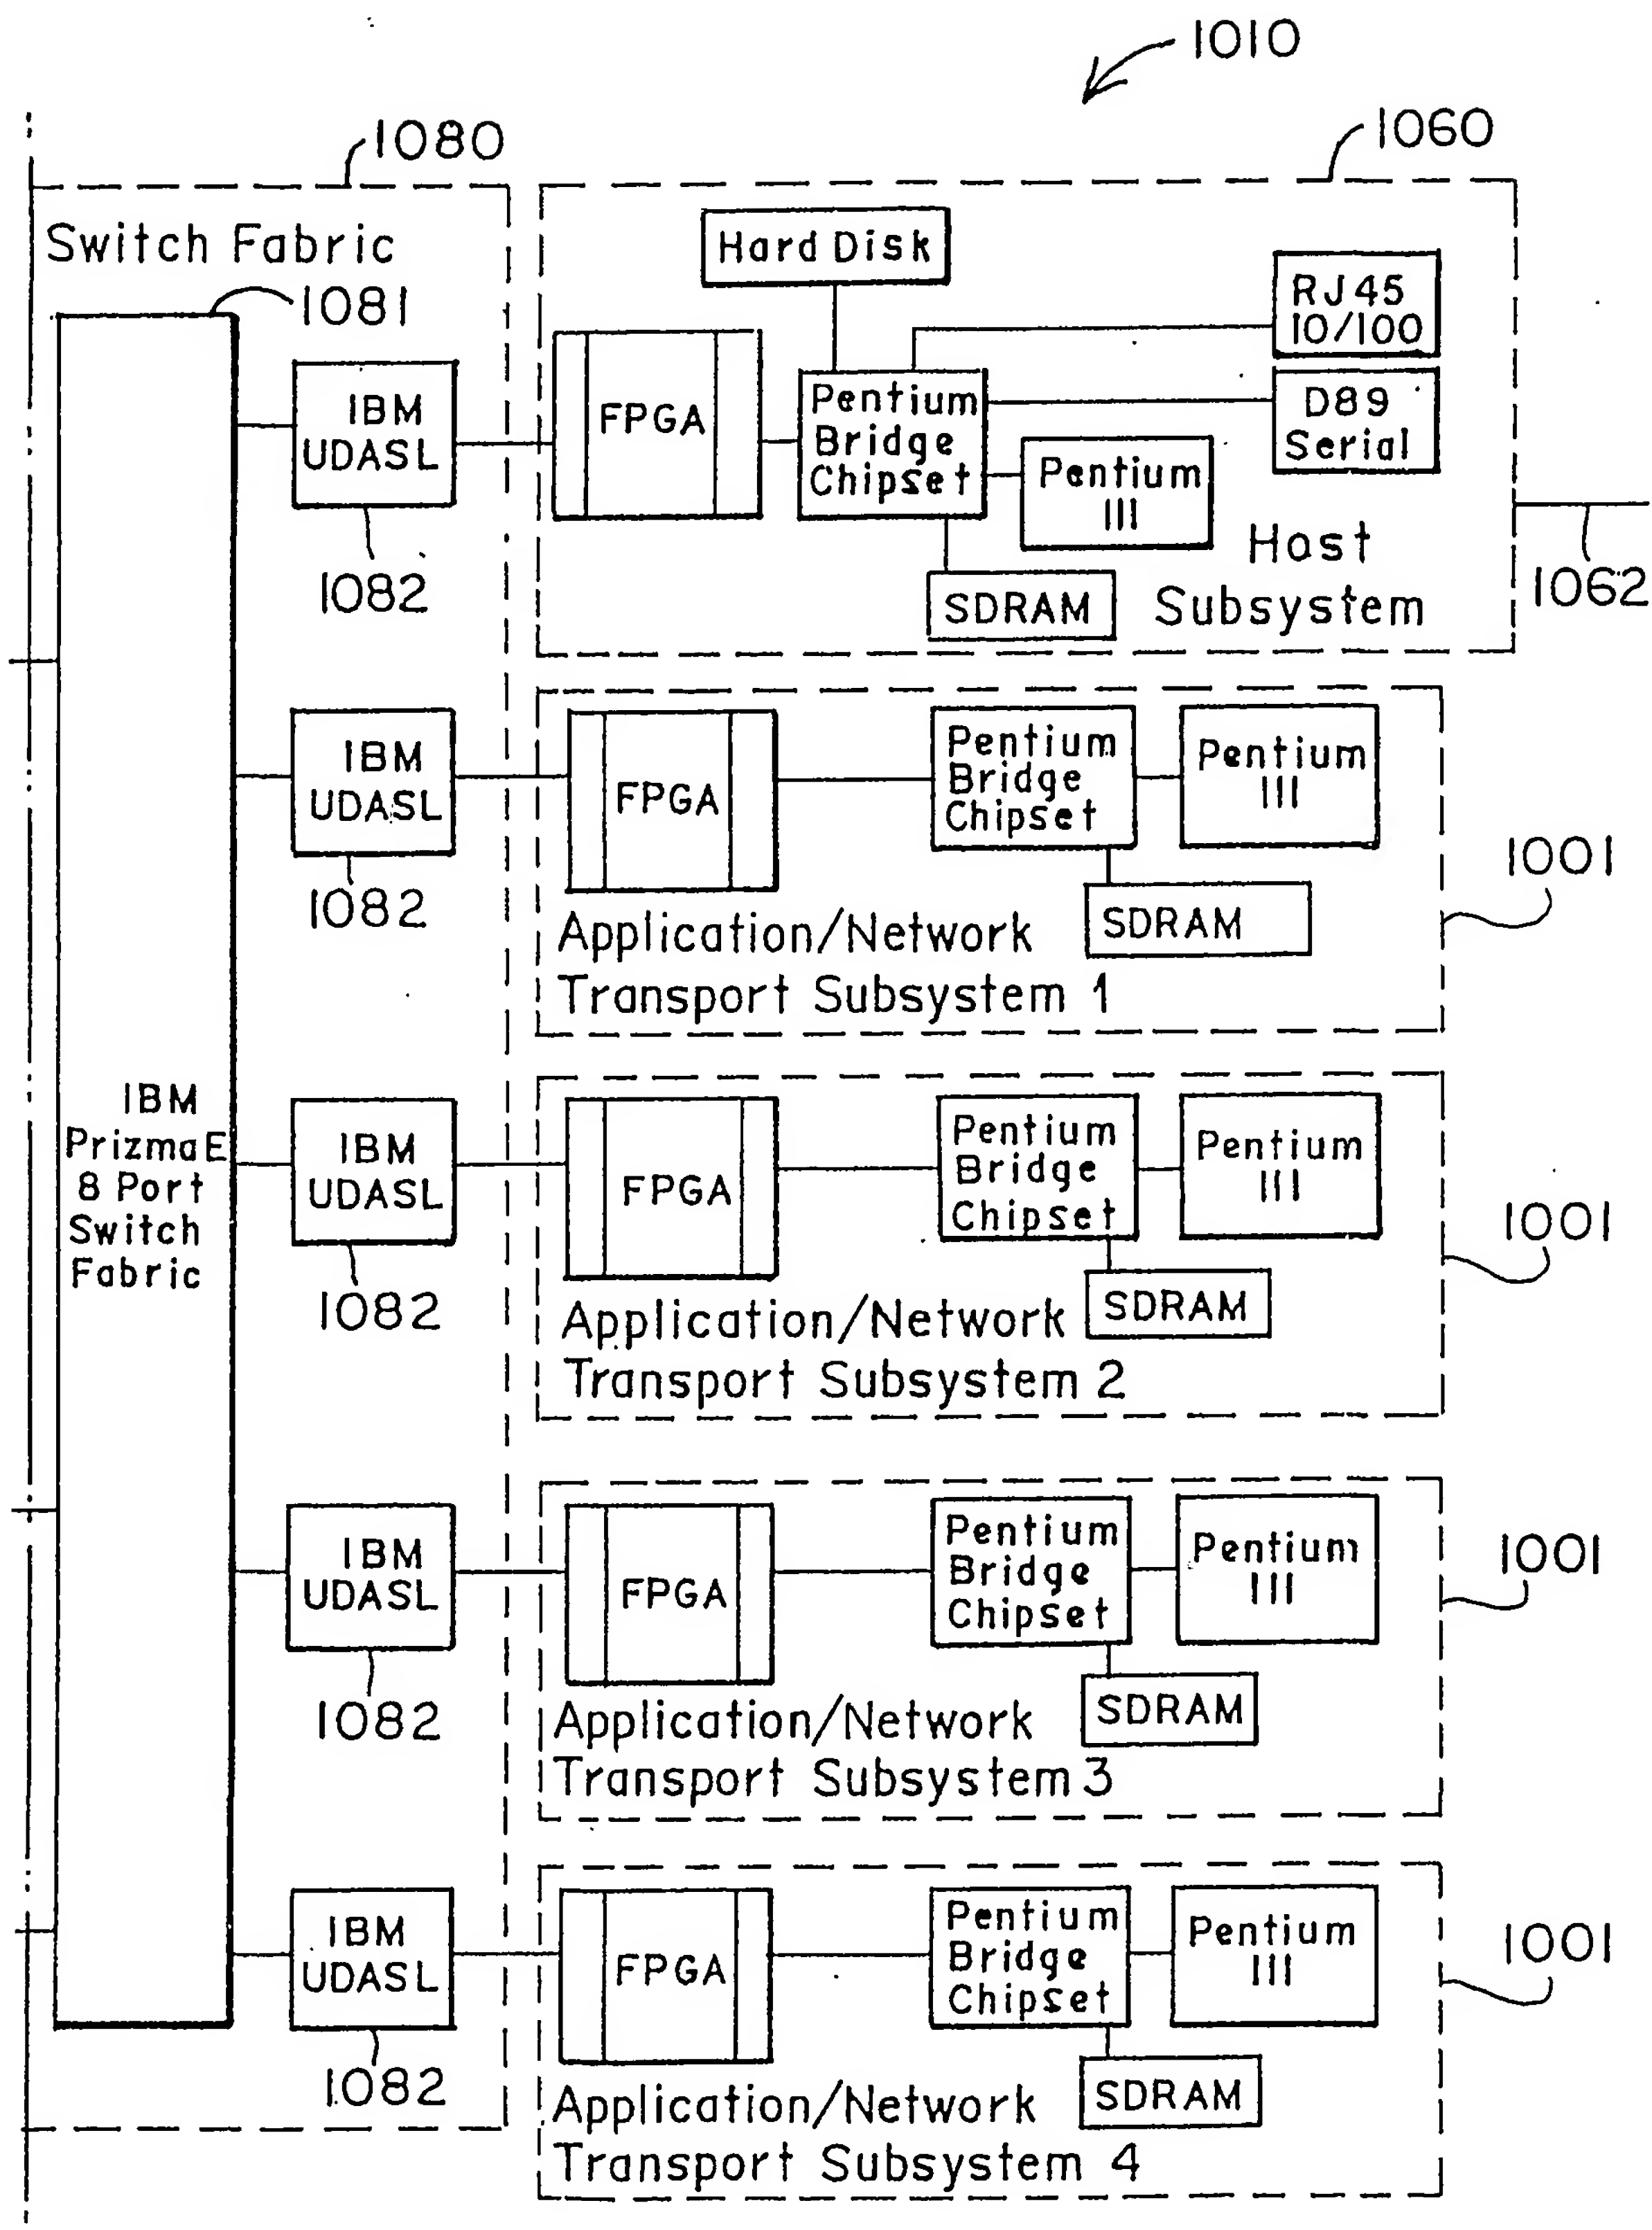 1010
1080
1060
Switch Fabric
1081
Hard Disk
RJ45
10/100
IBM
UDASL
FPGA
Pentium
Bridge
Chipset
D89
Serial
Pentium
III
1082
SDRAM
Host
Subsystem
1062
IBM
UDASL
FPGA
Pentium
Bridge
Chipset
Pentium
III
1082
SDRAM
1001
Application/Network
Transport Subsystem 1
IBM
PrizmaE
8 Port
Switch
Fabric
IBM
UDASL
FPGA
Pentium
Bridge
Chipset
Pentium
III
1082
SDRAM
1001
Application/Network
Transport Subsystem 2
IBM
UDASL
FPGA
Pentium
Bridge
Chipset
Pentium
III
1082
SDRAM
1001
Application/Network
Transport Subsystem 3
IBM
UDASL
FPGA
Pentium
Bridge
Chipset
Pentium
III
1082
SDRAM
1001
Application/Network
Transport Subsystem 4